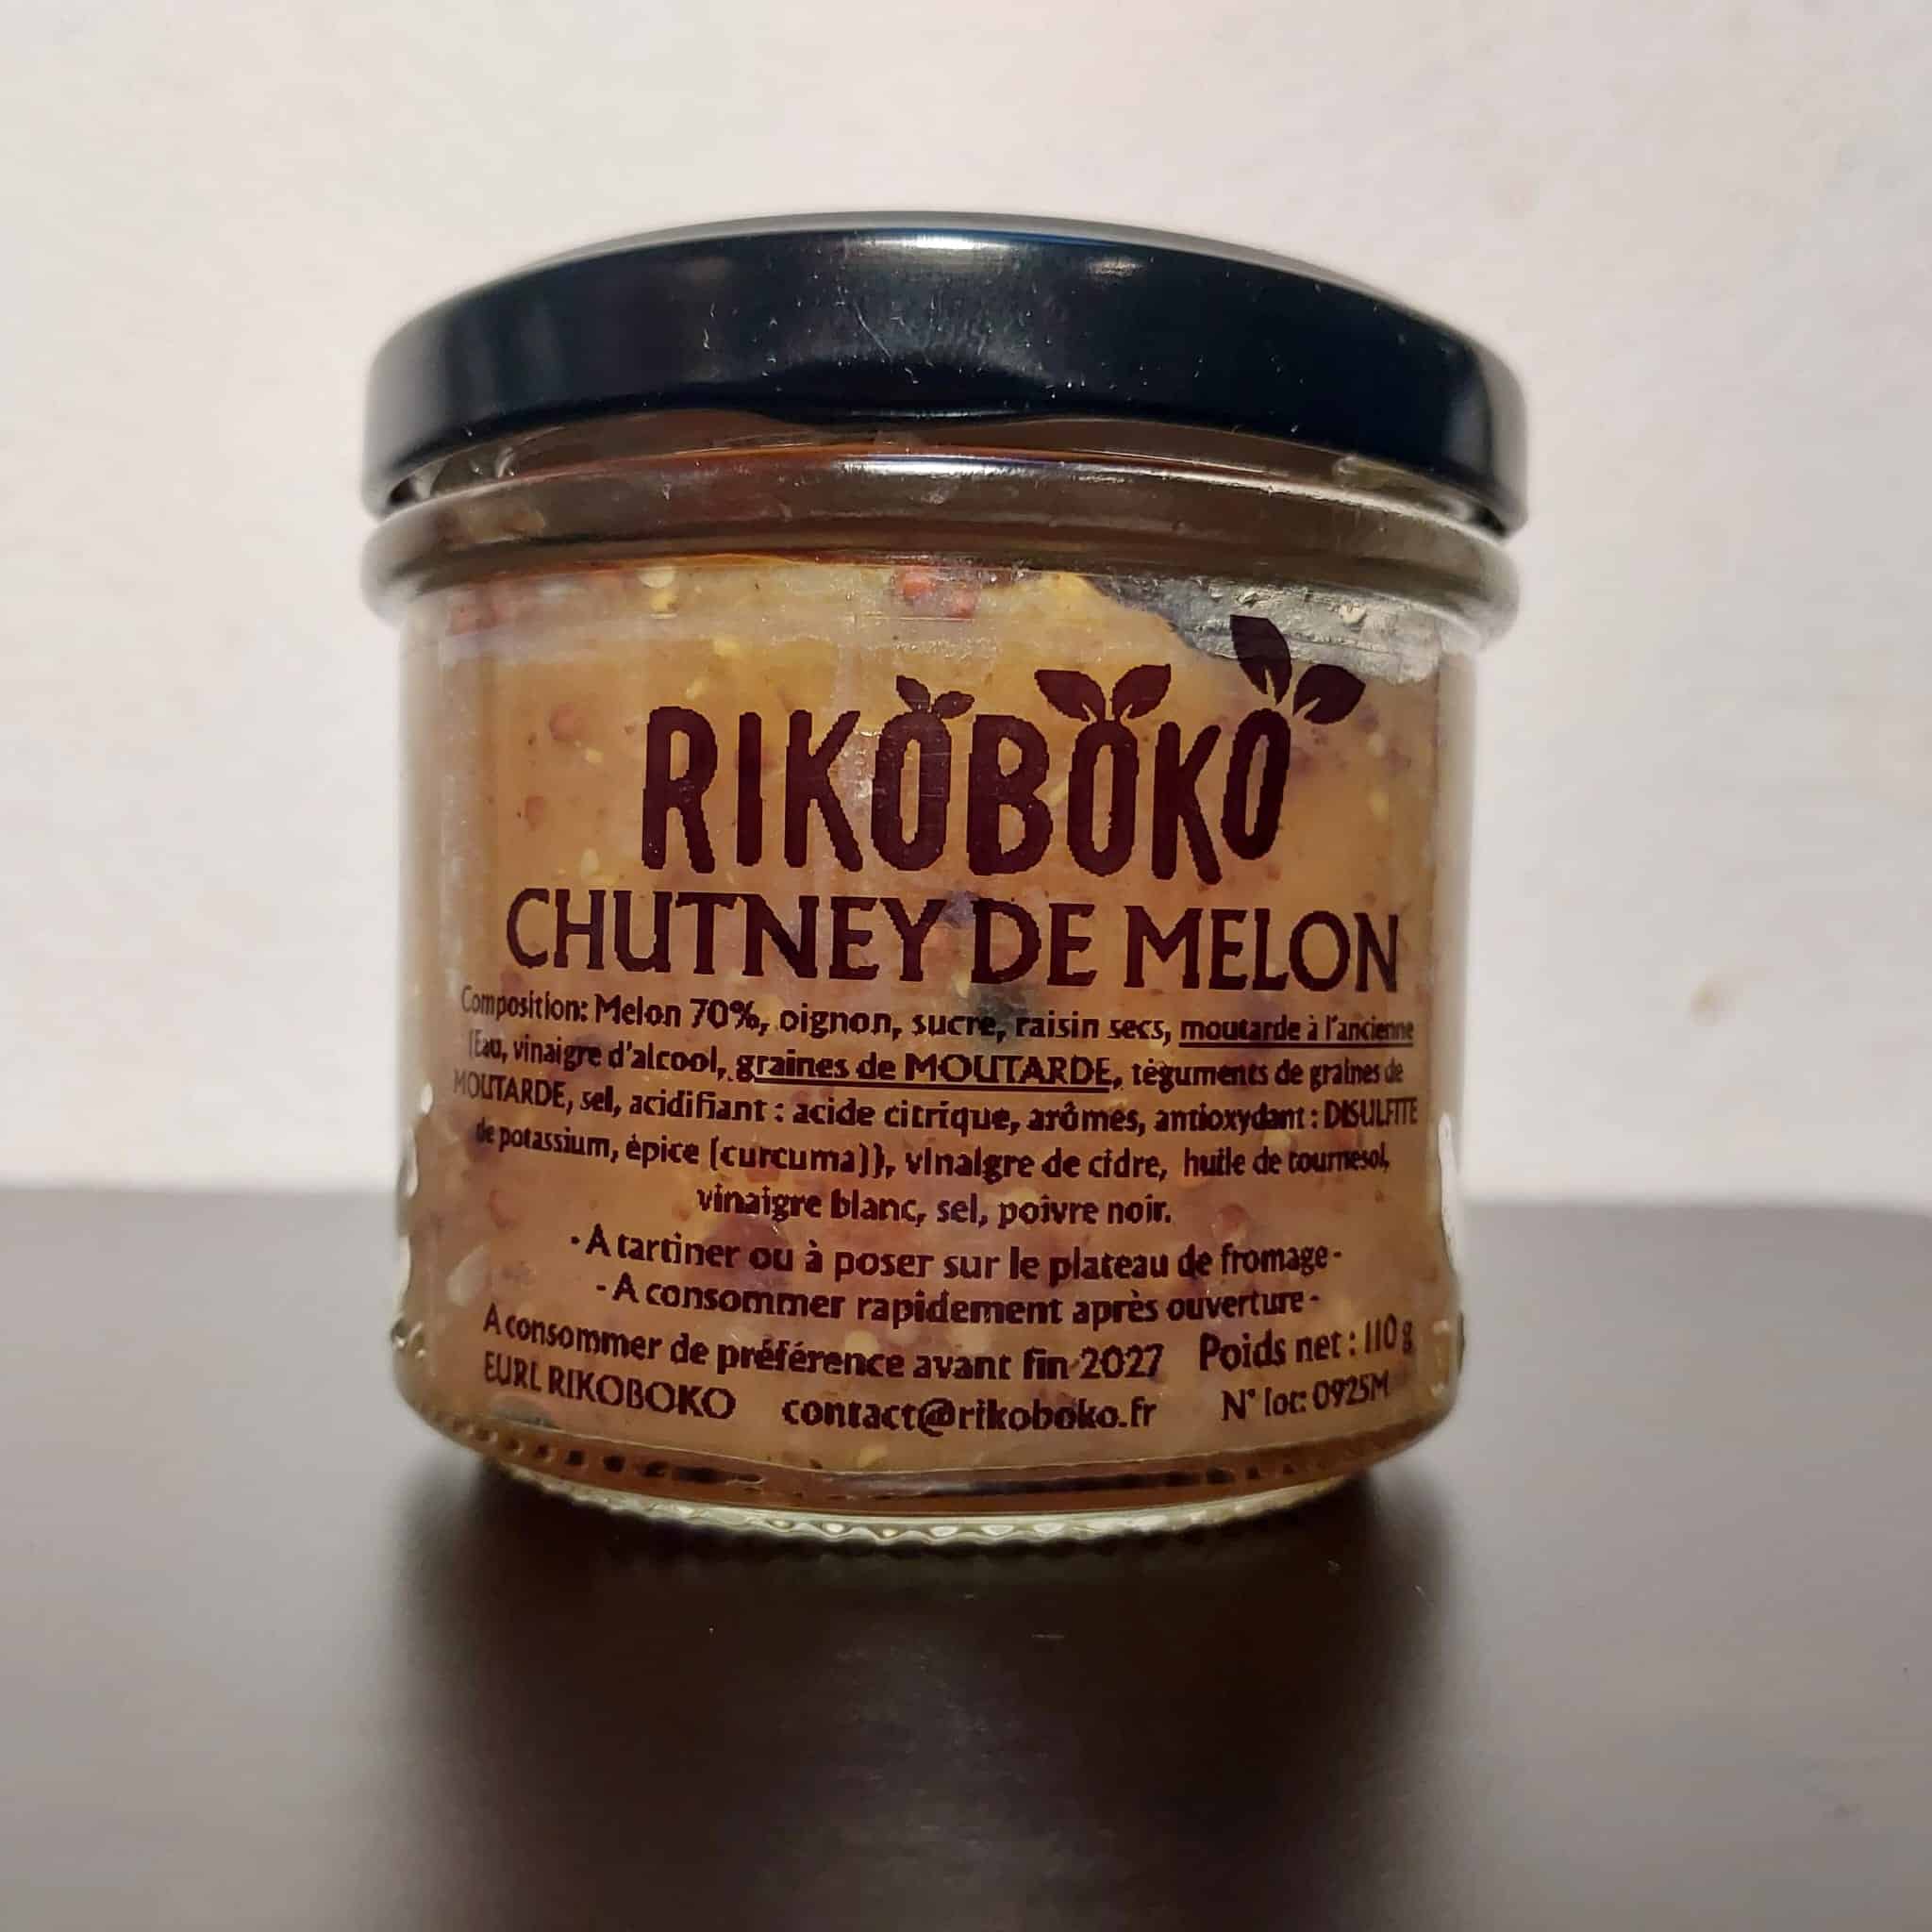 RIKOBOKO
CHUTNEY DE MELON
Composition: Melon 70%, oignon, sucre, raisin secs, moutarde à l'ancienne
(Eau, vinaigre d'alcool, graines de MOUTARDE, téguments de graines de
MOUTARDE, sel, acidifiant : acide citrique, arômes, antioxydant : DISULFITE
de potassium, épice (curcuma)), vinaigre de cidre, huile de tournesol,
vinaigre blanc, sel, poivre noir.
- A tartiner ou à poser sur le plateau de fromage -
- A consommer rapidement après ouverture -
A consommer de préférence avant fin 2027 Poids net : 110 g
EURL RIKOBOKO contact@rikoboko.fr N° lot: 0925M